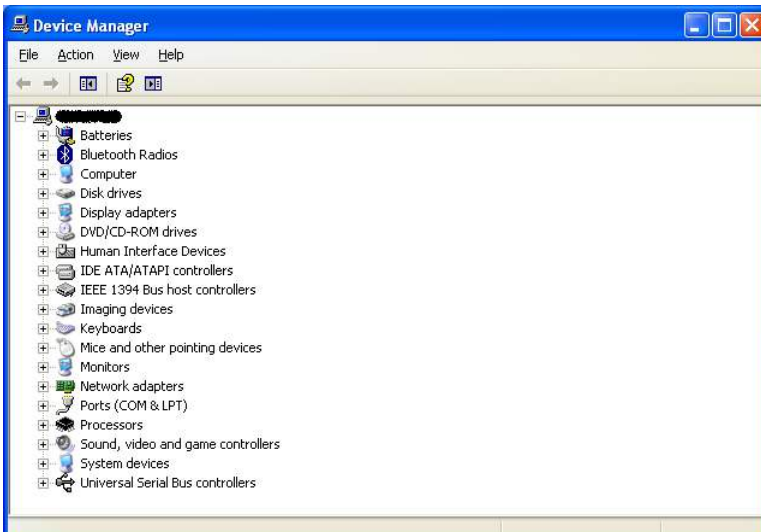 Device Manager
File Action View Help
Batteries
Bluetooth Radios
Computer
Disk drives
Display adapters
DVD/CD-ROM drives
Human Interface Devices
IDE ATA/ATAPI controllers
IEEE 1394 Bus host controllers
Imaging devices
Keyboards
Mice and other pointing devices
Monitors
Network adapters
Ports (COM & LPT)
Processors
Sound, video and game controllers
System devices
Universal Serial Bus controllers